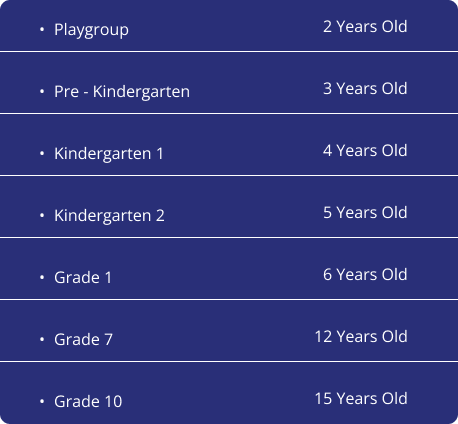 • Playgroup 2 Years Old
• Pre - Kindergarten 3 Years Old
• Kindergarten 1 4 Years Old
• Kindergarten 2 5 Years Old
• Grade 1 6 Years Old
• Grade 7 12 Years Old
• Grade 10 15 Years Old